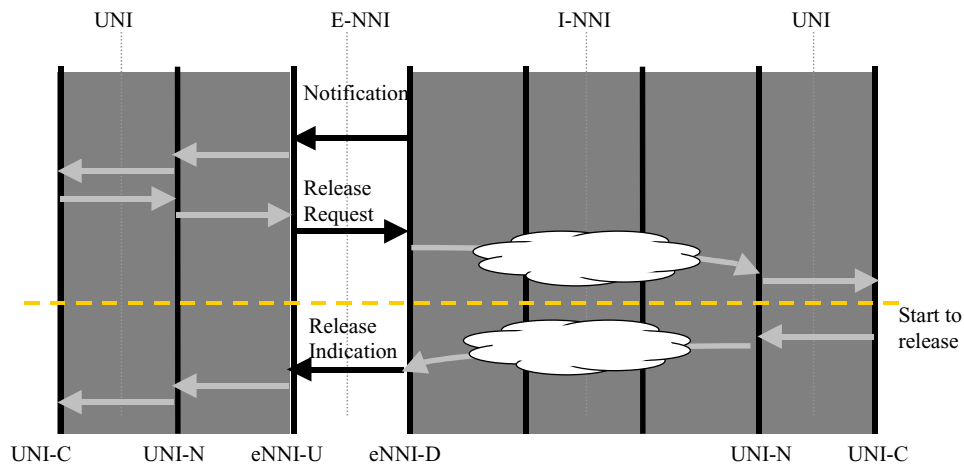 UNI E-NNI I-NNI UNI
Notification
Release
Request
Start to
release
Release
Indication
UNI-C UNI-N eNNI-U eNNI-D UNI-N UNI-C